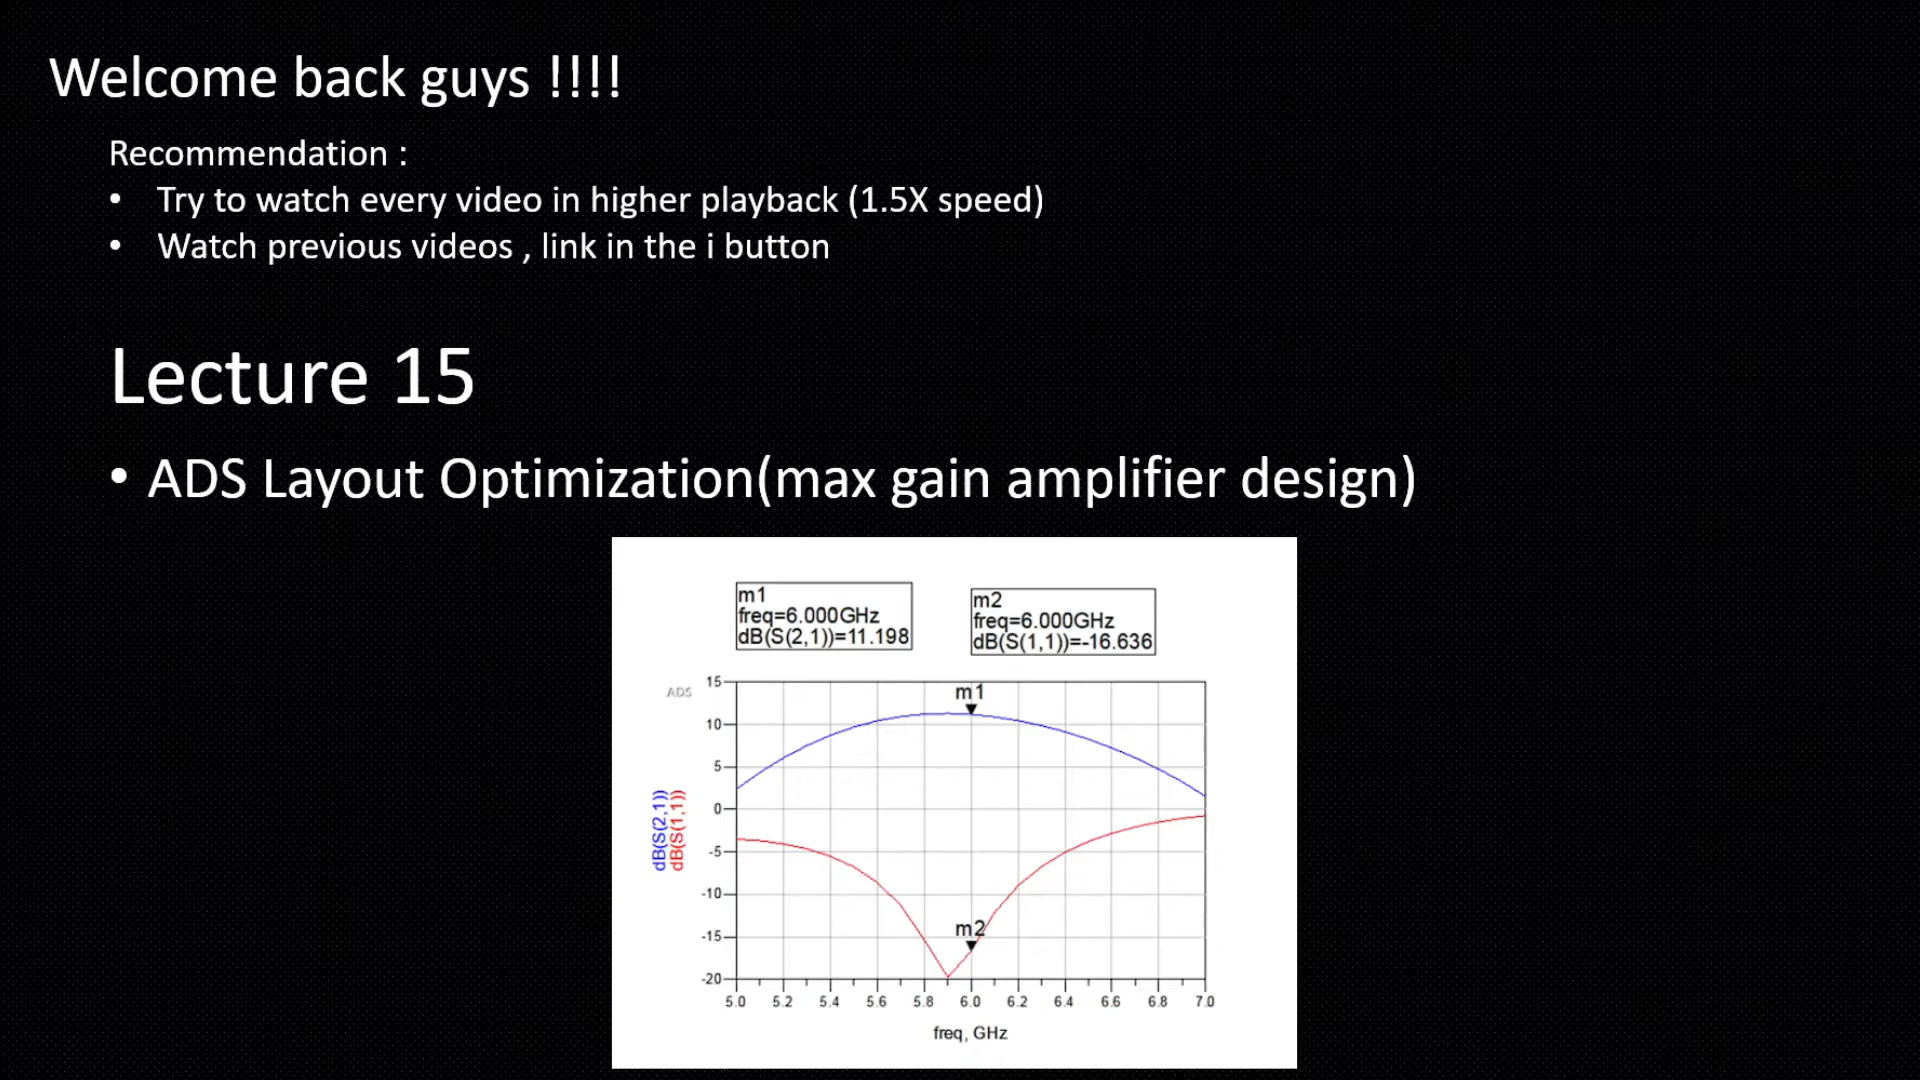 Welcome back guys !!!!
Recommendation :
• Try to watch every video in higher playback (1.5X speed)
• Watch previous videos , link in the i button
Lecture 15
• ADS Layout Optimization(max gain amplifier design)
m1
freq=6.000GHz
dB(S(2,1))=11.198
m2
freq=6.000GHz
dB(S(1,1))=-16.636
ADS
m1
m2
15
10
5
0
-5
-10
-15
-20
dB(S(2,1))
dB(S(1,1))
5.0 5.2 5.4 5.6 5.8 6.0 6.2 6.4 6.6 6.8 7.0
freq, GHz